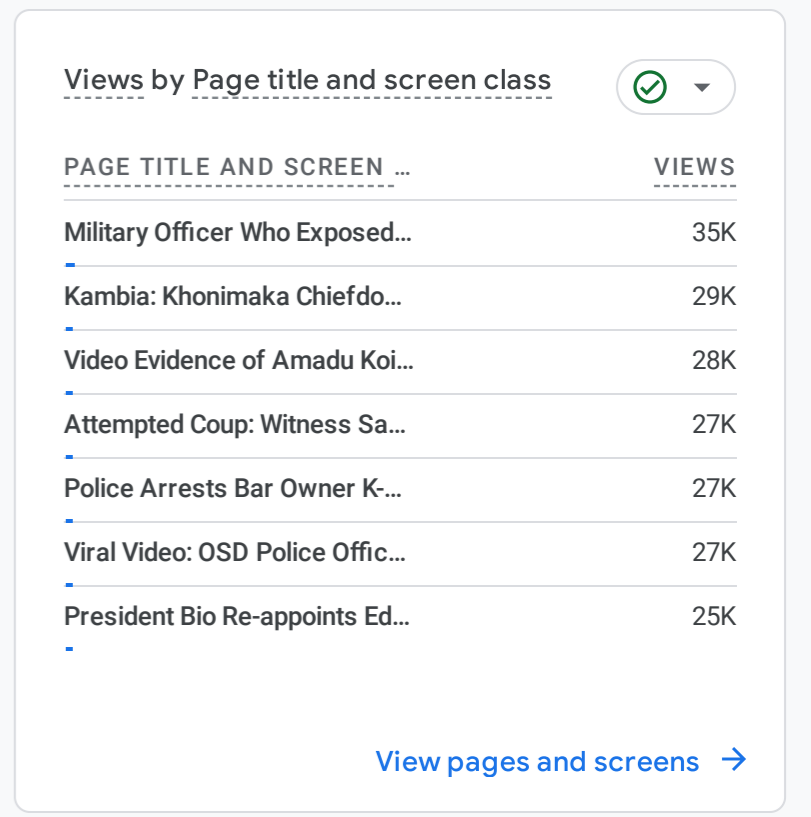 Views by Page title and screen class
PAGE TITLE AND SCREEN ... VIEWS
Military Officer Who Exposed... 35K
Kambia: Khonimaka Chiefdo... 29K
Video Evidence of Amadu Koi... 28K
Attempted Coup: Witness Sa... 27K
Police Arrests Bar Owner K-... 27K
Viral Video: OSD Police Offic... 27K
President Bio Re-appoints Ed... 25K
View pages and screens